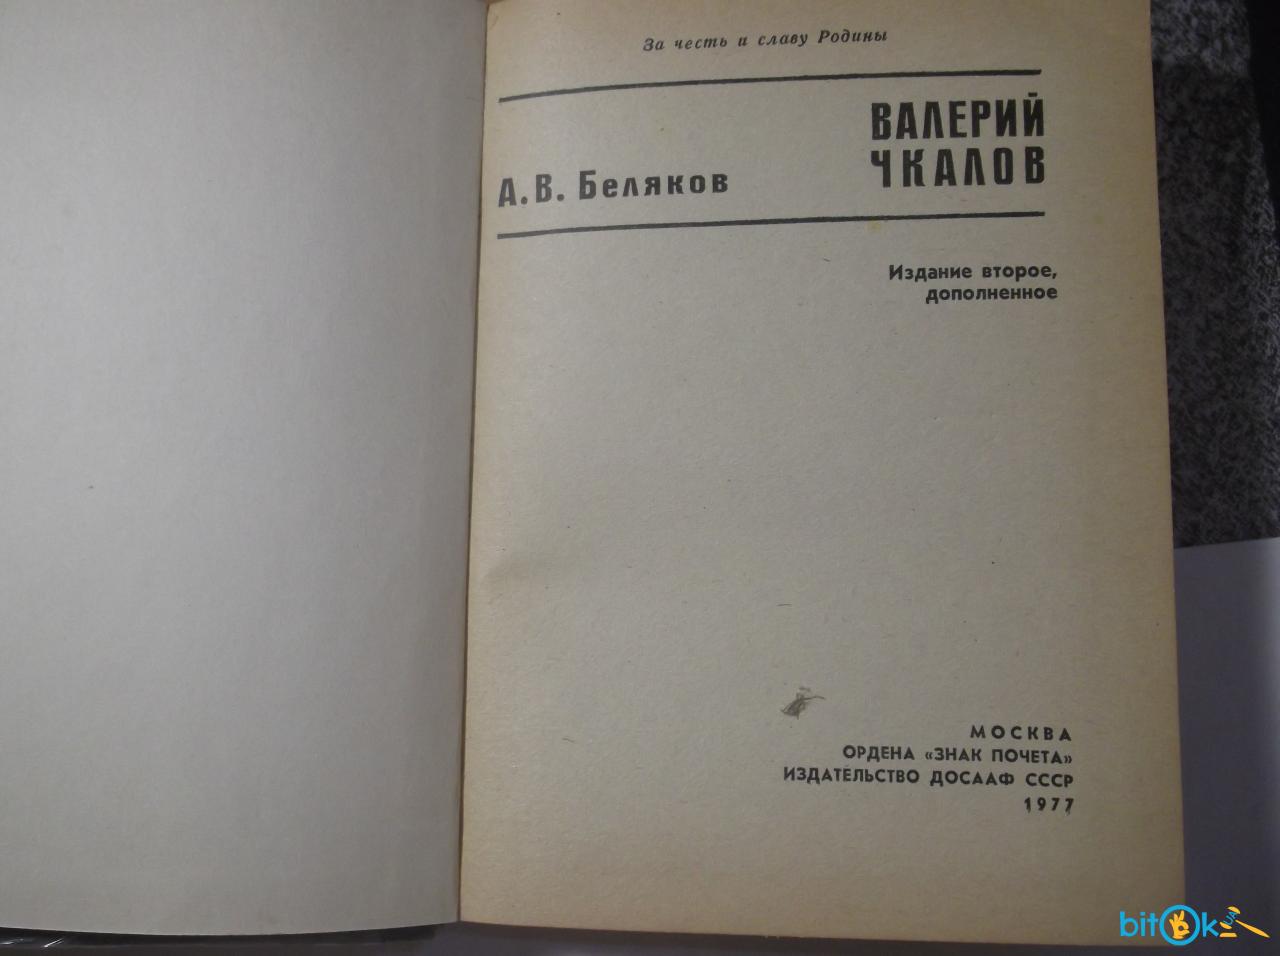 За честь и славу Родины
ВАЛЕРИЙ
ЧКАЛОВ
А. В. Беляков
Издание второе,
дополненное
МОСКВА
ОРДЕНА «ЗНАК ПОЧЕТА»
ИЗДАТЕЛЬСТВО ДОСААФ СССР
1977
bitOk UA